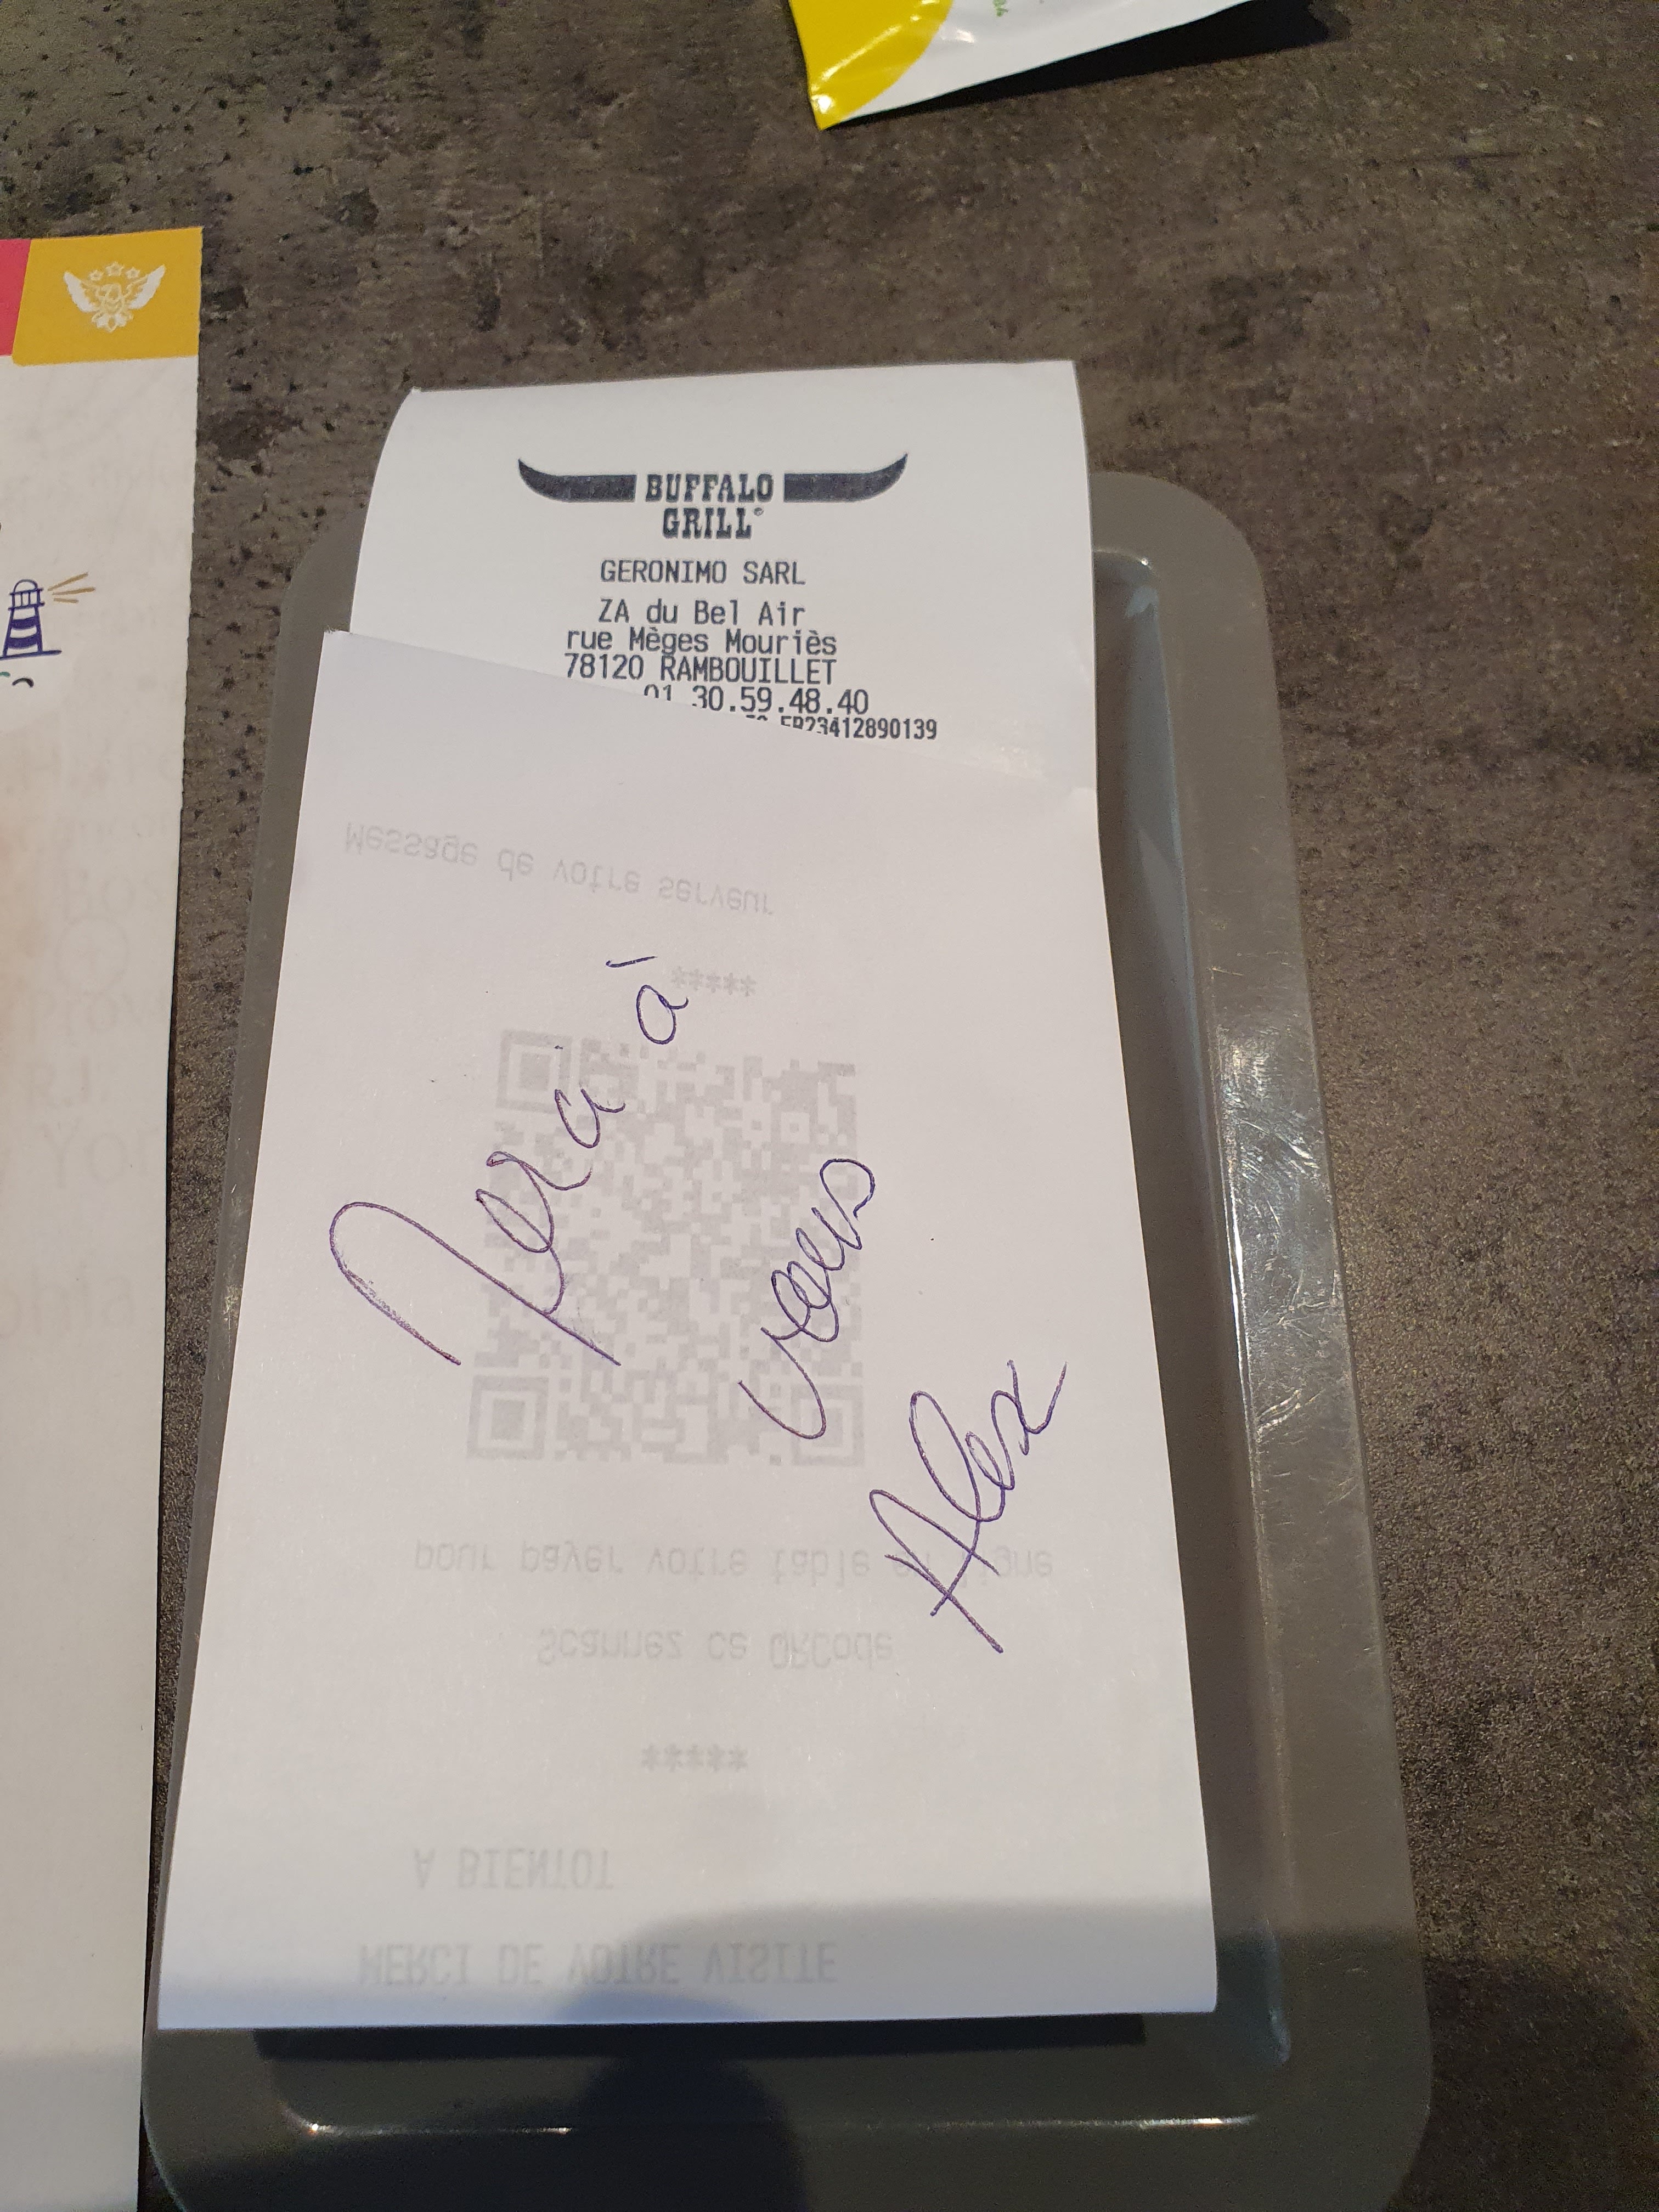 BUFFALO
GRILL®
GERONIMO SARL
ZA du Bel Air
rue Mèges Mouriès
78120 RAMBOUILLET
01.30.59.48.40
FR23412890139
Message de votre serveur
*****
Merci à
vous
Alex
pour payer votre table en ligne
Scannez ce QRCode
*****
A BIENTOT
MERCI DE VOTRE VISITE